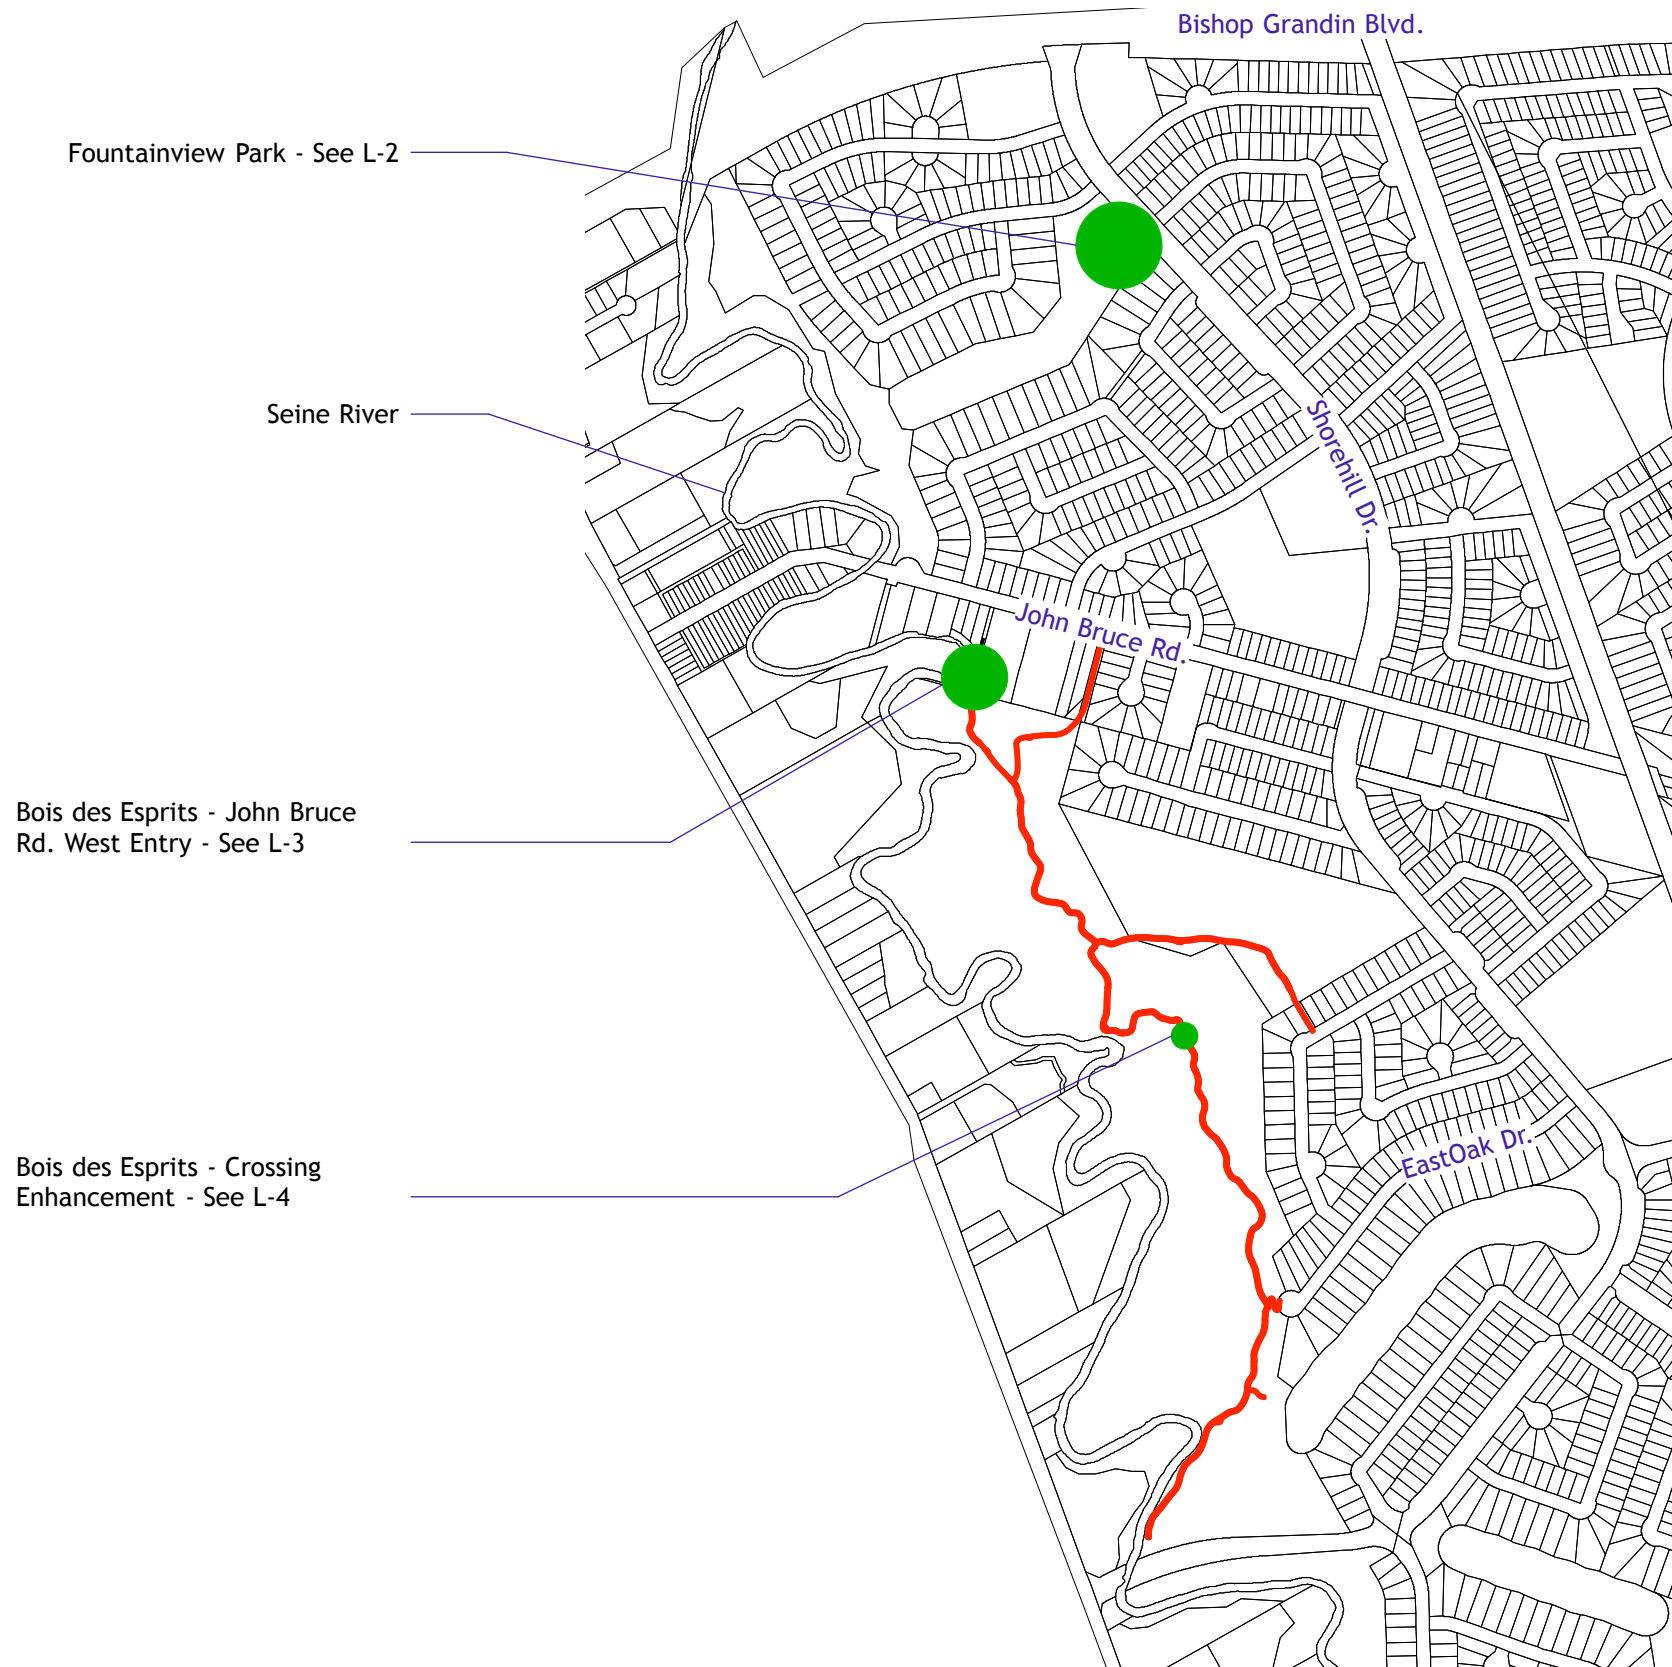 Bishop Grandin Blvd.
Fountainview Park - See L-2
Seine River
Shorehill Dr.
John Bruce Rd.
Bois des Esprits - John Bruce
Rd. West Entry - See L-3
EastOak Dr.
Bois des Esprits - Crossing
Enhancement - See L-4